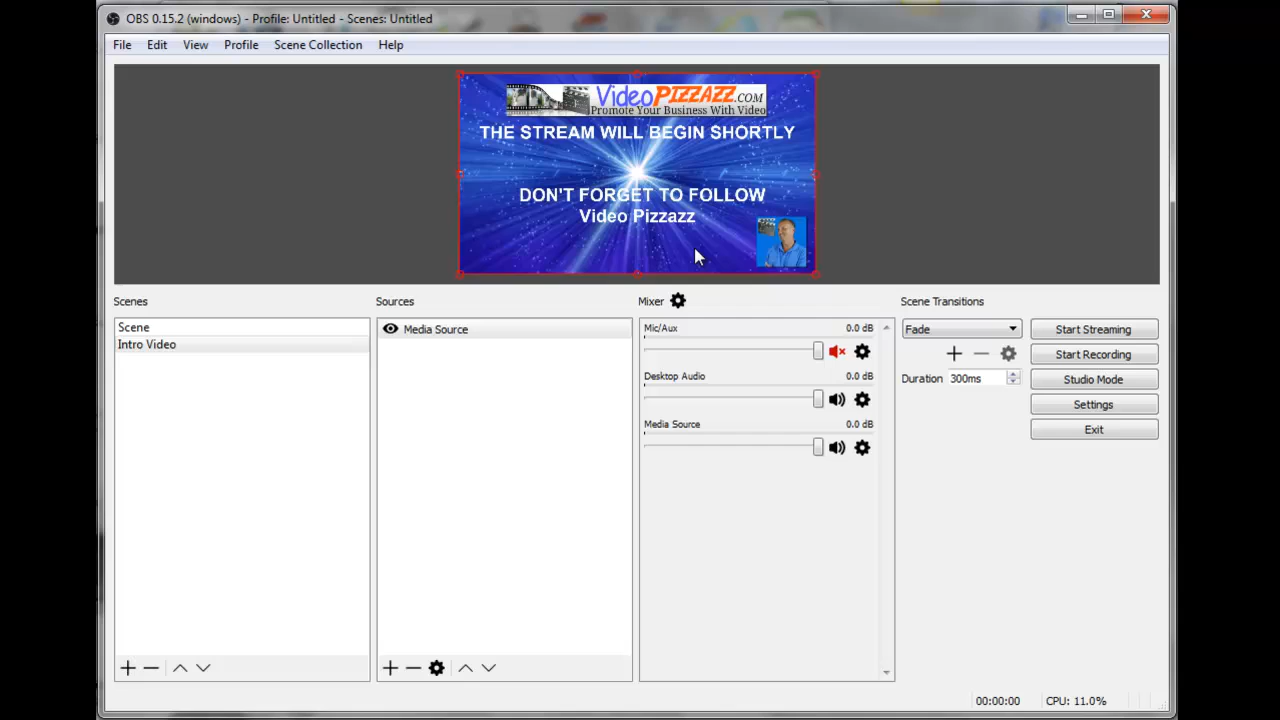 OBS 0.15.2 (windows) - Profile: Untitled - Scenes: Untitled
File Edit View Profile Scene Collection Help
VideoPIZZAZZ.COM
Promote Your Business With Video
THE STREAM WILL BEGIN SHORTLY
DON'T FORGET TO FOLLOW
Video Pizzazz
Scenes
Scene
Intro Video
Sources
Media Source
Mixer
Mic/Aux 0.0 dB
Desktop Audio 0.0 dB
Media Source 0.0 dB
Scene Transitions
Fade
Duration 300ms
Start Streaming
Start Recording
Studio Mode
Settings
Exit
00:00:00 CPU: 11.0%